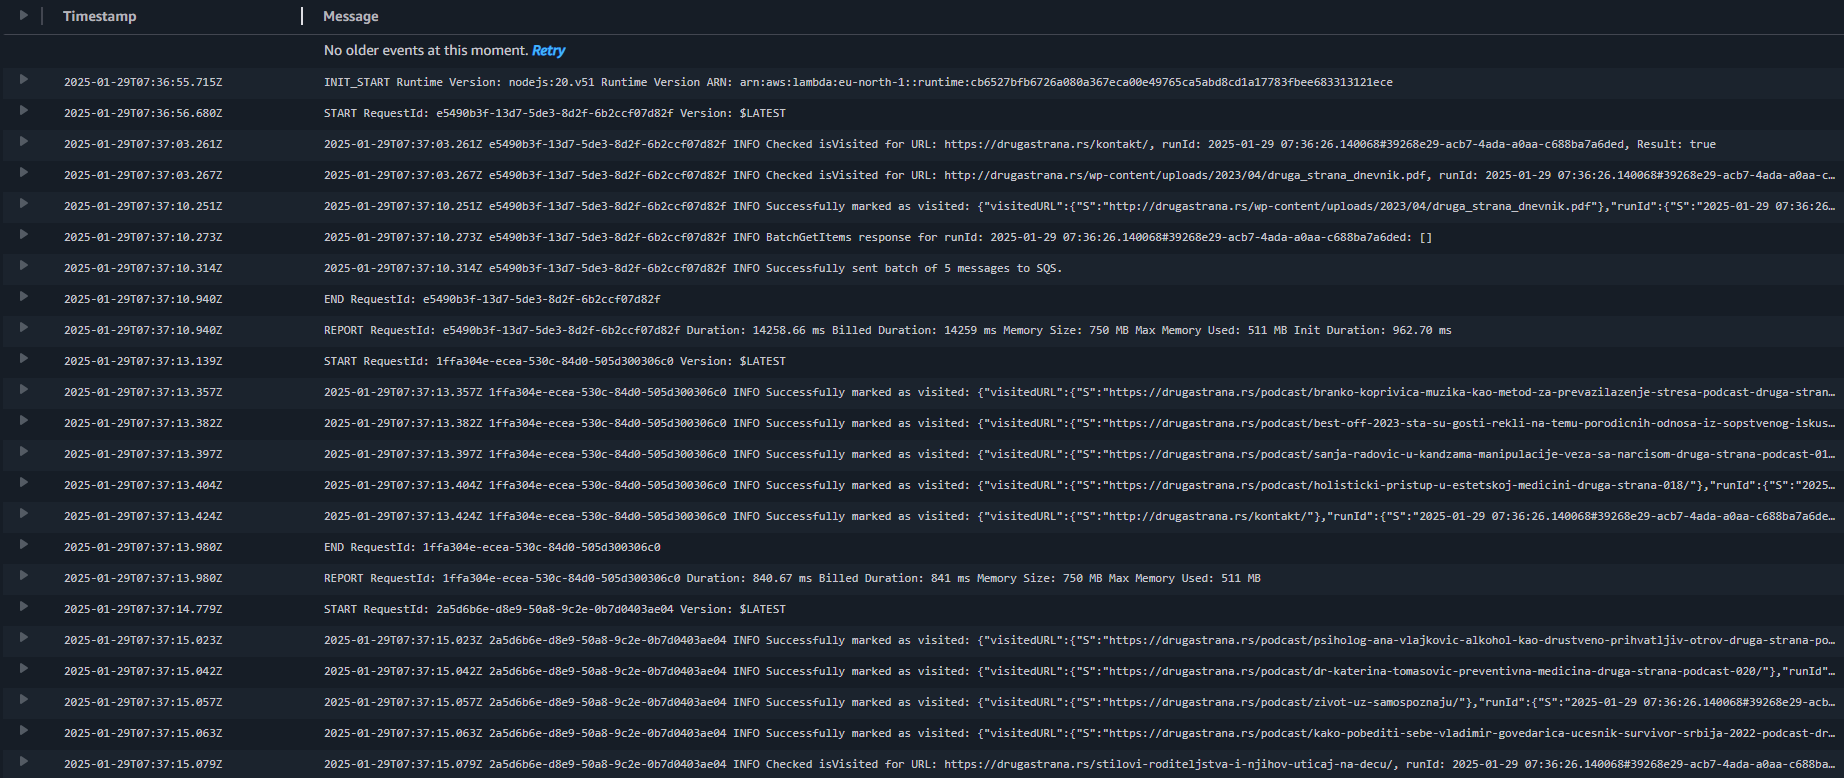 Timestamp Message
No older events at this moment. Retry
2025-01-29T07:36:55.715Z INIT_START Runtime Version: nodejs:20.v51 Runtime Version ARN: arn:aws:lambda:eu-north-1::runtime:cb6527bfb6726a080a367eca00e49765ca5abd8cd1a17783fbee683313121ece
2025-01-29T07:36:56.680Z START RequestId: e5490b3f-13d7-5de3-8d2f-6b2ccf07d82f Version: $LATEST
2025-01-29T07:37:03.261Z 2025-01-29T07:37:03.261Z e5490b3f-13d7-5de3-8d2f-6b2ccf07d82f INFO Checked isVisited for URL: https://drugastrana.rs/kontakt/, runId: 2025-01-29 07:36:26.140068#39268e29-acb7-4ada-a0aa-c688ba7a6ded, Result: true
2025-01-29T07:37:03.267Z 2025-01-29T07:37:03.267Z e5490b3f-13d7-5de3-8d2f-6b2ccf07d82f INFO Checked isVisited for URL: http://drugastrana.rs/wp-content/uploads/2023/04/druga_strana_dnevnik.pdf, runId: 2025-01-29 07:36:26.140068#39268e29-acb7-4ada-a0aa-c…
2025-01-29T07:37:10.251Z 2025-01-29T07:37:10.251Z e5490b3f-13d7-5de3-8d2f-6b2ccf07d82f INFO Successfully marked as visited: {"visitedURL":{"S":"http://drugastrana.rs/wp-content/uploads/2023/04/druga_strana_dnevnik.pdf"},"runId":{"S":"2025-01-29 07:36:26…
2025-01-29T07:37:10.273Z 2025-01-29T07:37:10.273Z e5490b3f-13d7-5de3-8d2f-6b2ccf07d82f INFO BatchGetItems response for runId: 2025-01-29 07:36:26.140068#39268e29-acb7-4ada-a0aa-c688ba7a6ded: []
2025-01-29T07:37:10.314Z 2025-01-29T07:37:10.314Z e5490b3f-13d7-5de3-8d2f-6b2ccf07d82f INFO Successfully sent batch of 5 messages to SQS.
2025-01-29T07:37:10.940Z END RequestId: e5490b3f-13d7-5de3-8d2f-6b2ccf07d82f
2025-01-29T07:37:10.940Z REPORT RequestId: e5490b3f-13d7-5de3-8d2f-6b2ccf07d82f Duration: 14258.66 ms Billed Duration: 14259 ms Memory Size: 750 MB Max Memory Used: 511 MB Init Duration: 962.70 ms
2025-01-29T07:37:13.139Z START RequestId: 1ffa304e-ecea-530c-84d0-505d300306c0 Version: $LATEST
2025-01-29T07:37:13.357Z 2025-01-29T07:37:13.357Z 1ffa304e-ecea-530c-84d0-505d300306c0 INFO Successfully marked as visited: {"visitedURL":{"S":"https://drugastrana.rs/podcast/branko-koprivica-muzika-kao-metod-za-prevazilazenje-stresa-podcast-druga-stran…
2025-01-29T07:37:13.382Z 2025-01-29T07:37:13.382Z 1ffa304e-ecea-530c-84d0-505d300306c0 INFO Successfully marked as visited: {"visitedURL":{"S":"https://drugastrana.rs/podcast/best-off-2023-sta-su-gosti-rekli-na-temu-porodicnih-odnosa-iz-sopstvenog-iskus…
2025-01-29T07:37:13.397Z 2025-01-29T07:37:13.397Z 1ffa304e-ecea-530c-84d0-505d300306c0 INFO Successfully marked as visited: {"visitedURL":{"S":"https://drugastrana.rs/podcast/sanja-radovic-u-kandzama-manipulacije-veza-sa-narcisom-druga-strana-podcast-01…
2025-01-29T07:37:13.404Z 2025-01-29T07:37:13.404Z 1ffa304e-ecea-530c-84d0-505d300306c0 INFO Successfully marked as visited: {"visitedURL":{"S":"https://drugastrana.rs/podcast/holisticki-pristup-u-estetskoj-medicini-druga-strana-018/"},"runId":{"S":"2025…
2025-01-29T07:37:13.424Z 2025-01-29T07:37:13.424Z 1ffa304e-ecea-530c-84d0-505d300306c0 INFO Successfully marked as visited: {"visitedURL":{"S":"http://drugastrana.rs/kontakt/"},"runId":{"S":"2025-01-29 07:36:26.140068#39268e29-acb7-4ada-a0aa-c688ba7a6de…
2025-01-29T07:37:13.980Z END RequestId: 1ffa304e-ecea-530c-84d0-505d300306c0
2025-01-29T07:37:13.980Z REPORT RequestId: 1ffa304e-ecea-530c-84d0-505d300306c0 Duration: 840.67 ms Billed Duration: 841 ms Memory Size: 750 MB Max Memory Used: 511 MB
2025-01-29T07:37:14.779Z START RequestId: 2a5d6b6e-d8e9-50a8-9c2e-0b7d0403ae04 Version: $LATEST
2025-01-29T07:37:15.023Z 2025-01-29T07:37:15.023Z 2a5d6b6e-d8e9-50a8-9c2e-0b7d0403ae04 INFO Successfully marked as visited: {"visitedURL":{"S":"https://drugastrana.rs/podcast/psiholog-ana-vlajkovic-alkohol-kao-drustveno-prihvatljiv-otrov-druga-strana-po…
2025-01-29T07:37:15.042Z 2025-01-29T07:37:15.042Z 2a5d6b6e-d8e9-50a8-9c2e-0b7d0403ae04 INFO Successfully marked as visited: {"visitedURL":{"S":"https://drugastrana.rs/podcast/dr-katerina-tomasovic-preventivna-medicina-druga-strana-podcast-020/"},"runId"…
2025-01-29T07:37:15.057Z 2025-01-29T07:37:15.057Z 2a5d6b6e-d8e9-50a8-9c2e-0b7d0403ae04 INFO Successfully marked as visited: {"visitedURL":{"S":"https://drugastrana.rs/podcast/zivot-uz-samospoznaju/"},"runId":{"S":"2025-01-29 07:36:26.140068#39268e29-acb…
2025-01-29T07:37:15.063Z 2025-01-29T07:37:15.063Z 2a5d6b6e-d8e9-50a8-9c2e-0b7d0403ae04 INFO Successfully marked as visited: {"visitedURL":{"S":"https://drugastrana.rs/podcast/kako-pobediti-sebe-vladimir-govedarica-ucesnik-survivor-srbija-2022-podcast-dr…
2025-01-29T07:37:15.079Z 2025-01-29T07:37:15.079Z 2a5d6b6e-d8e9-50a8-9c2e-0b7d0403ae04 INFO Checked isVisited for URL: https://drugastrana.rs/stilovi-roditeljstva-i-njihov-uticaj-na-decu/, runId: 2025-01-29 07:36:26.140068#39268e29-acb7-4ada-a0aa-c688ba…